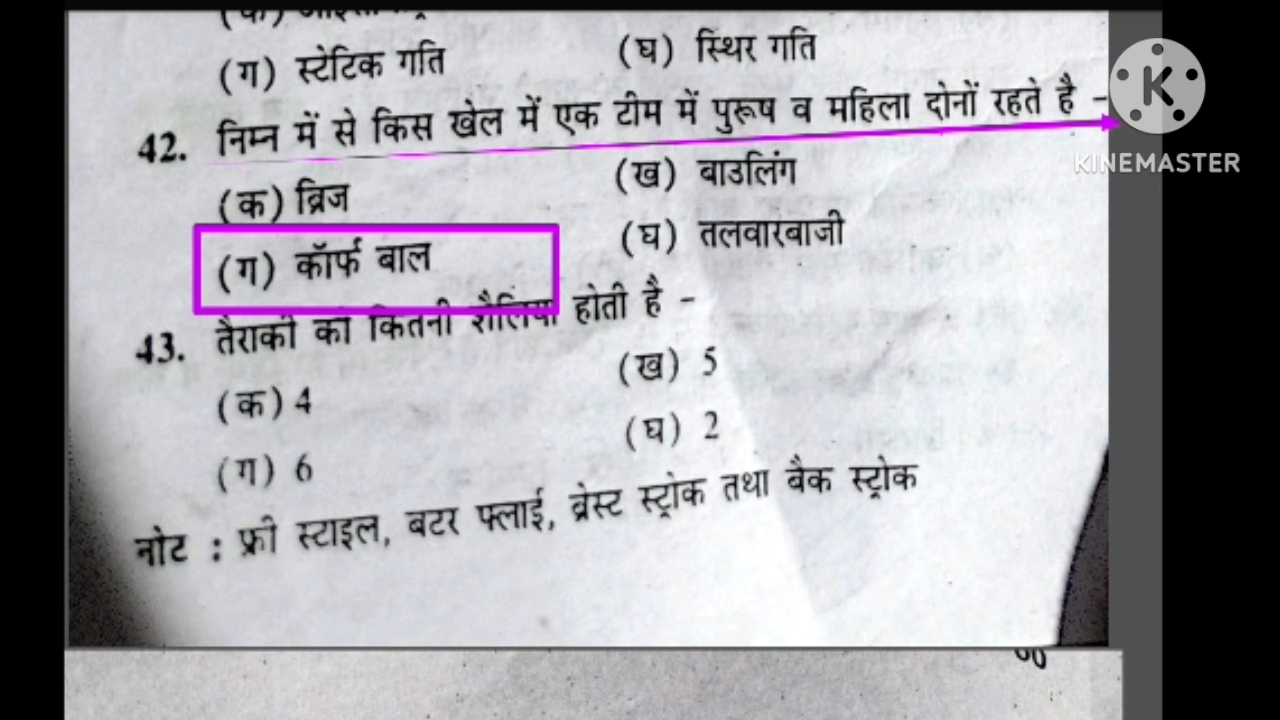 (ग) स्टेटिक गति (घ) स्थिर गति
42. निम्न में से किस खेल में एक टीम में पुरूष व महिला दोनों रहते है -
(क) ब्रिज (ख) बाउलिंग
(ग) कॉर्फ बाल (घ) तलवारबाजी
43. तैराकी की कितनी शैलिया होती है -
(क) 4 (ख) 5
(ग) 6 (घ) 2
नोट : फ्री स्टाइल, बटर फ्लाई, ब्रेस्ट स्ट्रोक तथा बैक स्ट्रोक
K
KINEMASTER